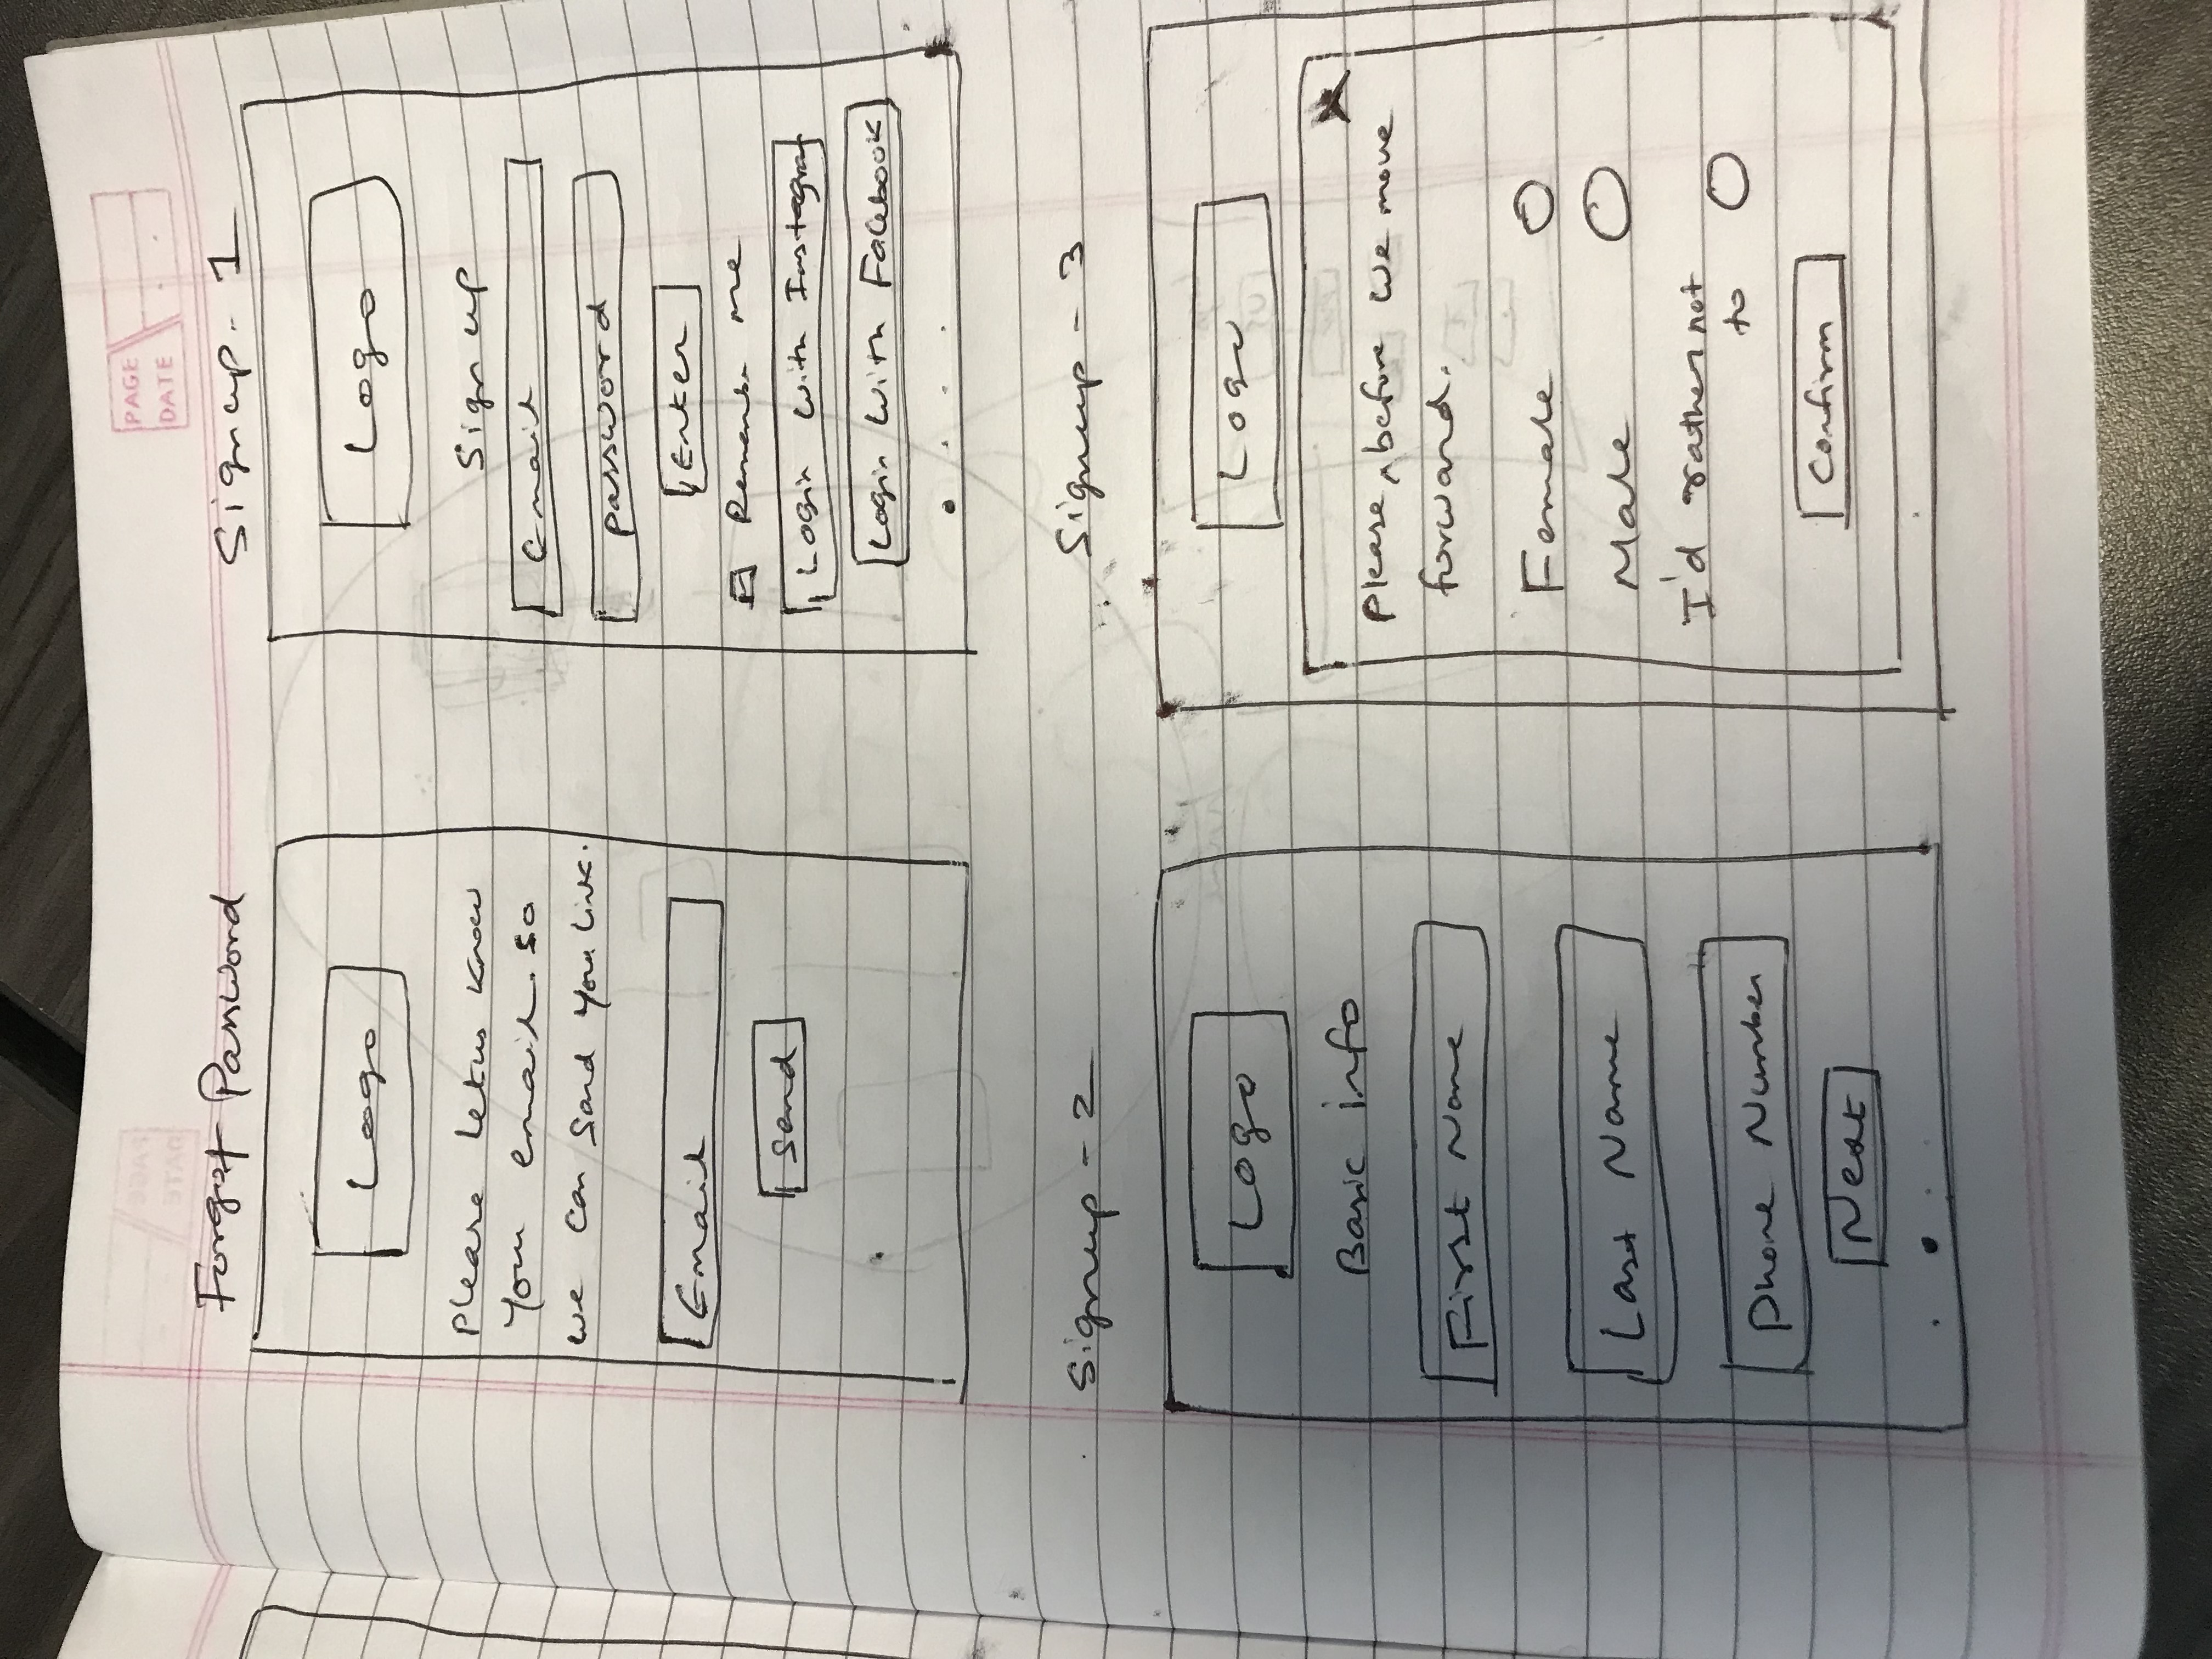 PAGE
DATE
Forgot Password
Logo
Please let us know
your email. so
we can send you link.
Email
Send
Signup - 1
Logo
Sign up
Email
password
Enter
Remember me
Login with Instagram
Login with Facebook
Signup - 2
Logo
Basic info
First Name
Last Name
Phone Number
Next
Signup - 3
Logo
X
Please, before we move
forward.
Female
Male
I'd rather not
to
Confirm